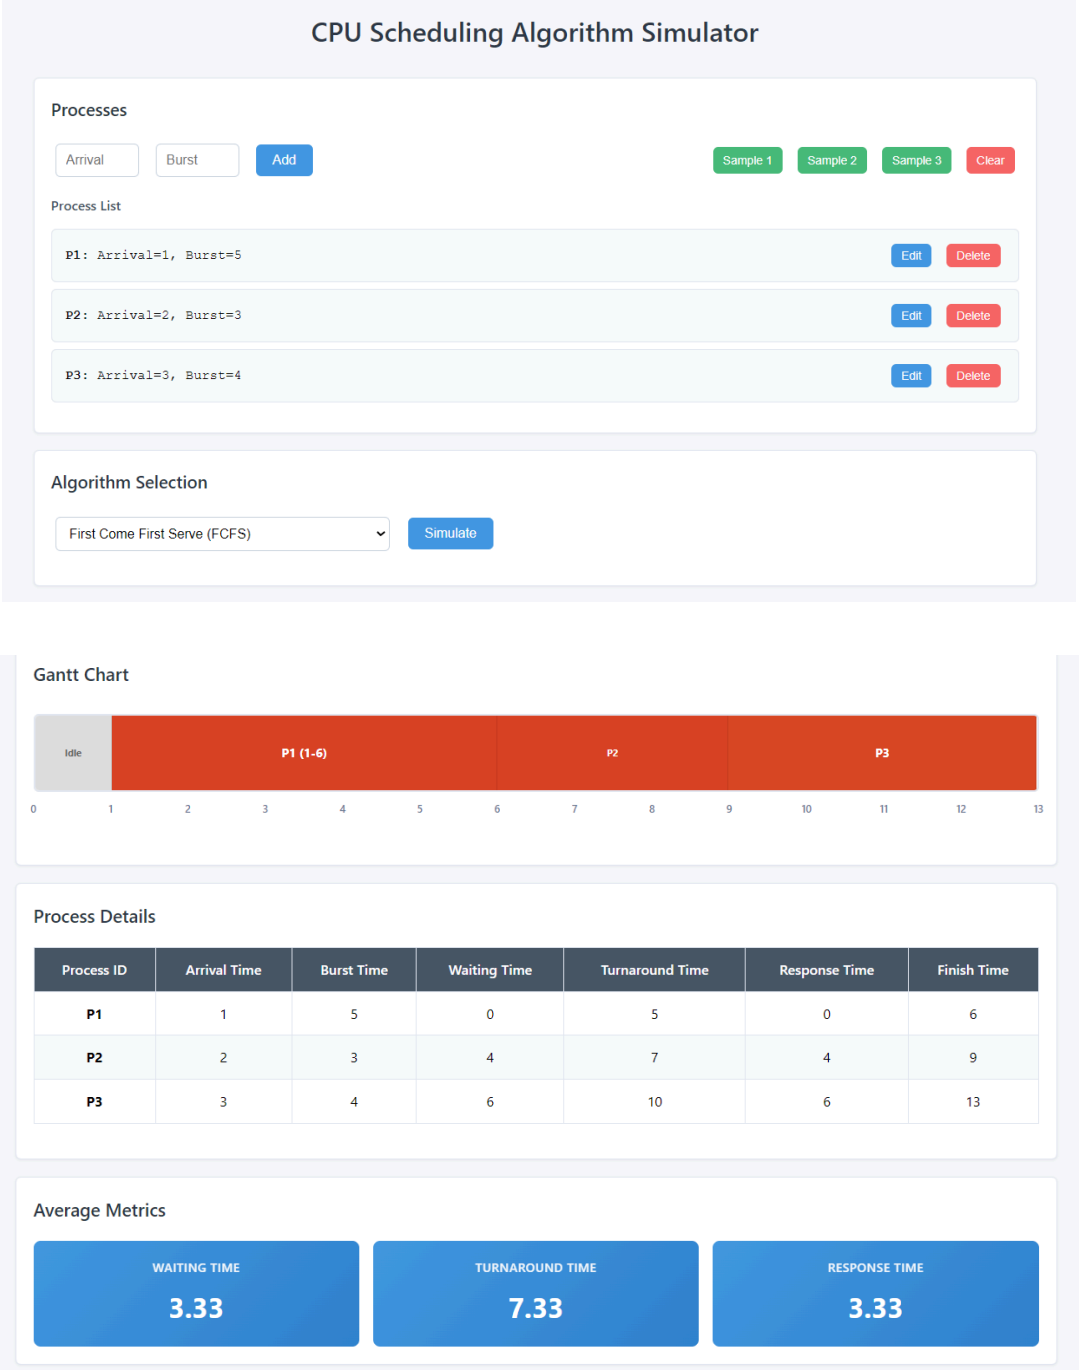 CPU Scheduling Algorithm Simulator
Processes
Arrival Burst Add Sample 1 Sample 2 Sample 3 Clear
Process List
P1: Arrival=1, Burst=5 Edit Delete
P2: Arrival=2, Burst=3 Edit Delete
P3: Arrival=3, Burst=4 Edit Delete
Algorithm Selection
First Come First Serve (FCFS) Simulate
Gantt Chart
Idle P1 (1-6) P2 P3
0 1 2 3 4 5 6 7 8 9 10 11 12 13
Process Details
Process ID Arrival Time Burst Time Waiting Time Turnaround Time Response Time Finish Time
P1 1 5 0 5 0 6
P2 2 3 4 7 4 9
P3 3 4 6 10 6 13
Average Metrics
WAITING TIME TURNAROUND TIME RESPONSE TIME
3.33 7.33 3.33